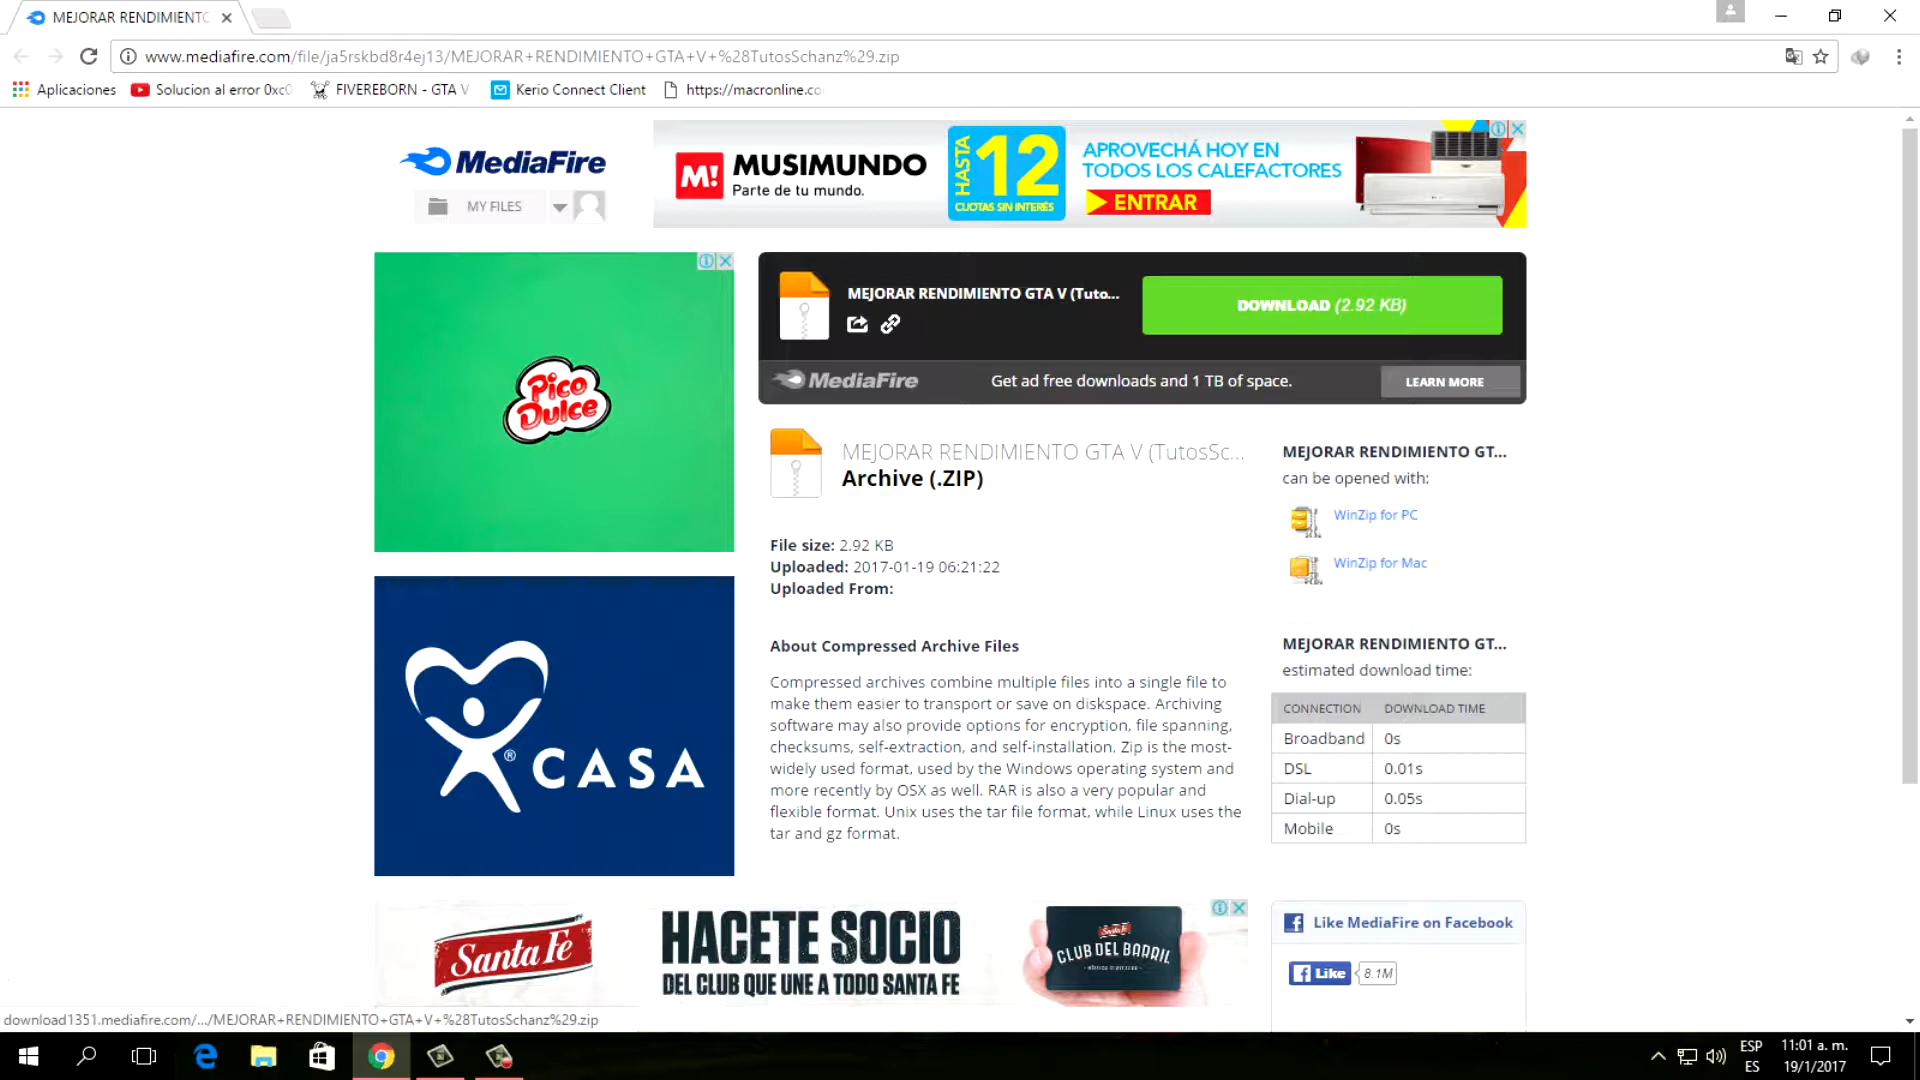 MEJORAR RENDIMIENTO
www.mediafire.com/file/ja5rskbd8r4ej13/MEJORAR+RENDIMIENTO+GTA+V+%28TutosSchanz%29.zip
Aplicaciones
Solucion al error 0xc0
FIVEREBORN - GTA V
Kerio Connect Client
https://macronline.co
MediaFire
MY FILES
M! MUSIMUNDO
Parte de tu mundo.
HASTA 12
CUOTAS SIN INTERÉS
APROVECHÁ HOY EN
TODOS LOS CALEFACTORES
ENTRAR
Pico
Dulce
MEJORAR RENDIMIENTO GTA V (Tuto...
DOWNLOAD (2.92 KB)
MediaFire
Get ad free downloads and 1 TB of space.
LEARN MORE
MEJORAR RENDIMIENTO GTA V (TutosSc...
Archive (.ZIP)
File size: 2.92 KB
Uploaded: 2017-01-19 06:21:22
Uploaded From:
About Compressed Archive Files
Compressed archives combine multiple files into a single file to
make them easier to transport or save on diskspace. Archiving
software may also provide options for encryption, file spanning,
checksums, self-extraction, and self-installation. Zip is the most-
widely used format, used by the Windows operating system and
more recently by OSX as well. RAR is also a very popular and
flexible format. Unix uses the tar file format, while Linux uses the
tar and gz format.
MEJORAR RENDIMIENTO GT...
can be opened with:
WinZip for PC
WinZip for Mac
MEJORAR RENDIMIENTO GT...
estimated download time:
CONNECTION DOWNLOAD TIME
Broadband 0s
DSL 0.01s
Dial-up 0.05s
Mobile 0s
® CASA
Santa Fe
HACETE SOCIO
DEL CLUB QUE UNE A TODO SANTA FE
Santa Fe
CLUB DEL BARRIL
Like MediaFire on Facebook
Like 8.1M
download1351.mediafire.com/.../MEJORAR+RENDIMIENTO+GTA+V+%28TutosSchanz%29.zip
ESP
ES
11:01 a. m.
19/1/2017